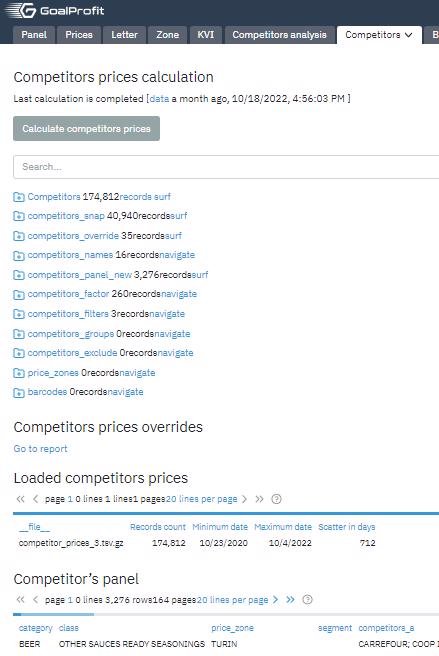 GoalProfit
Panel Prices Letter Zone KVI Competitors analysis Competitors B
Competitors prices calculation
Last calculation is completed [data a month ago, 10/18/2022, 4:56:03 PM ]
Calculate competitors prices
Search...
Competitors 174,812records surf
competitors_snap 40,940recordssurf
competitors_override 35recordssurf
competitors_names 16recordsnavigate
competitors_panel_new 3,276recordssurf
competitors_factor 260recordsnavigate
competitors_filters 3recordsnavigate
competitors_groups 0recordsnavigate
competitors_exclude 0recordsnavigate
price_zones 0recordsnavigate
barcodes 0recordsnavigate
Competitors prices overrides
Go to report
Loaded competitors prices
page 1 0 lines 1 lines1 pages20 lines per page
__file__ Records count Minimum date Maximum date Scatter in days
competitor_prices_3.tsv.gz 174,812 10/23/2020 10/4/2022 712
Competitor's panel
page 1 0 lines 3,276 rows164 pages20 lines per page
category class price_zone segment competitors_a
BEER OTHER SAUCES READY SEASONINGS TURIN CARREFOUR; COOP